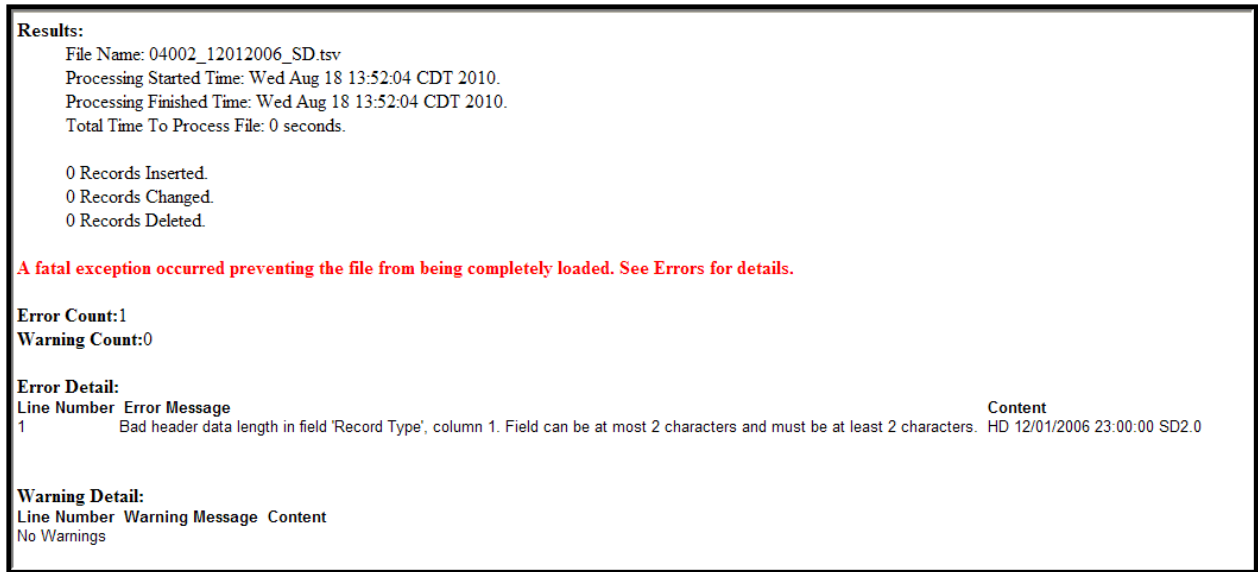 Results:
File Name: 04002_12012006_SD.tsv
Processing Started Time: Wed Aug 18 13:52:04 CDT 2010.
Processing Finished Time: Wed Aug 18 13:52:04 CDT 2010.
Total Time To Process File: 0 seconds.
0 Records Inserted.
0 Records Changed.
0 Records Deleted.
A fatal exception occurred preventing the file from being completely loaded. See Errors for details.
Error Count:1
Warning Count:0
Error Detail:
Line Number Error Message Content
1 Bad header data length in field 'Record Type', column 1. Field can be at most 2 characters and must be at least 2 characters. HD 12/01/2006 23:00:00 SD2.0
Warning Detail:
Line Number Warning Message Content
No Warnings